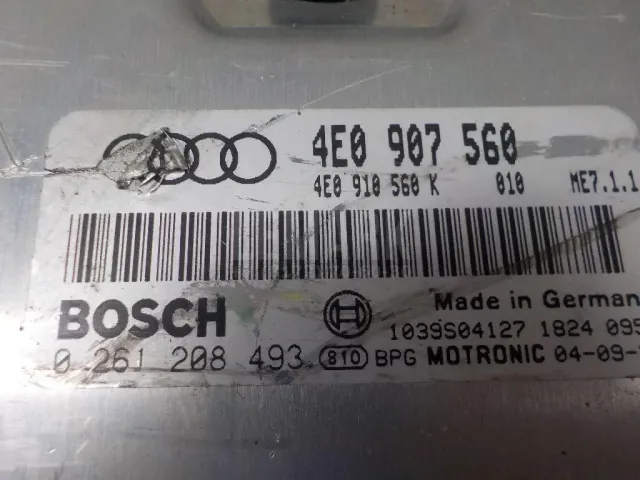 4E0 907 560
4E0 910 560 K 010 ME7.1.1
BOSCH Made in German
1039S04127 1824 095
0 261 208 493 810 BPG MOTRONIC 04-09-